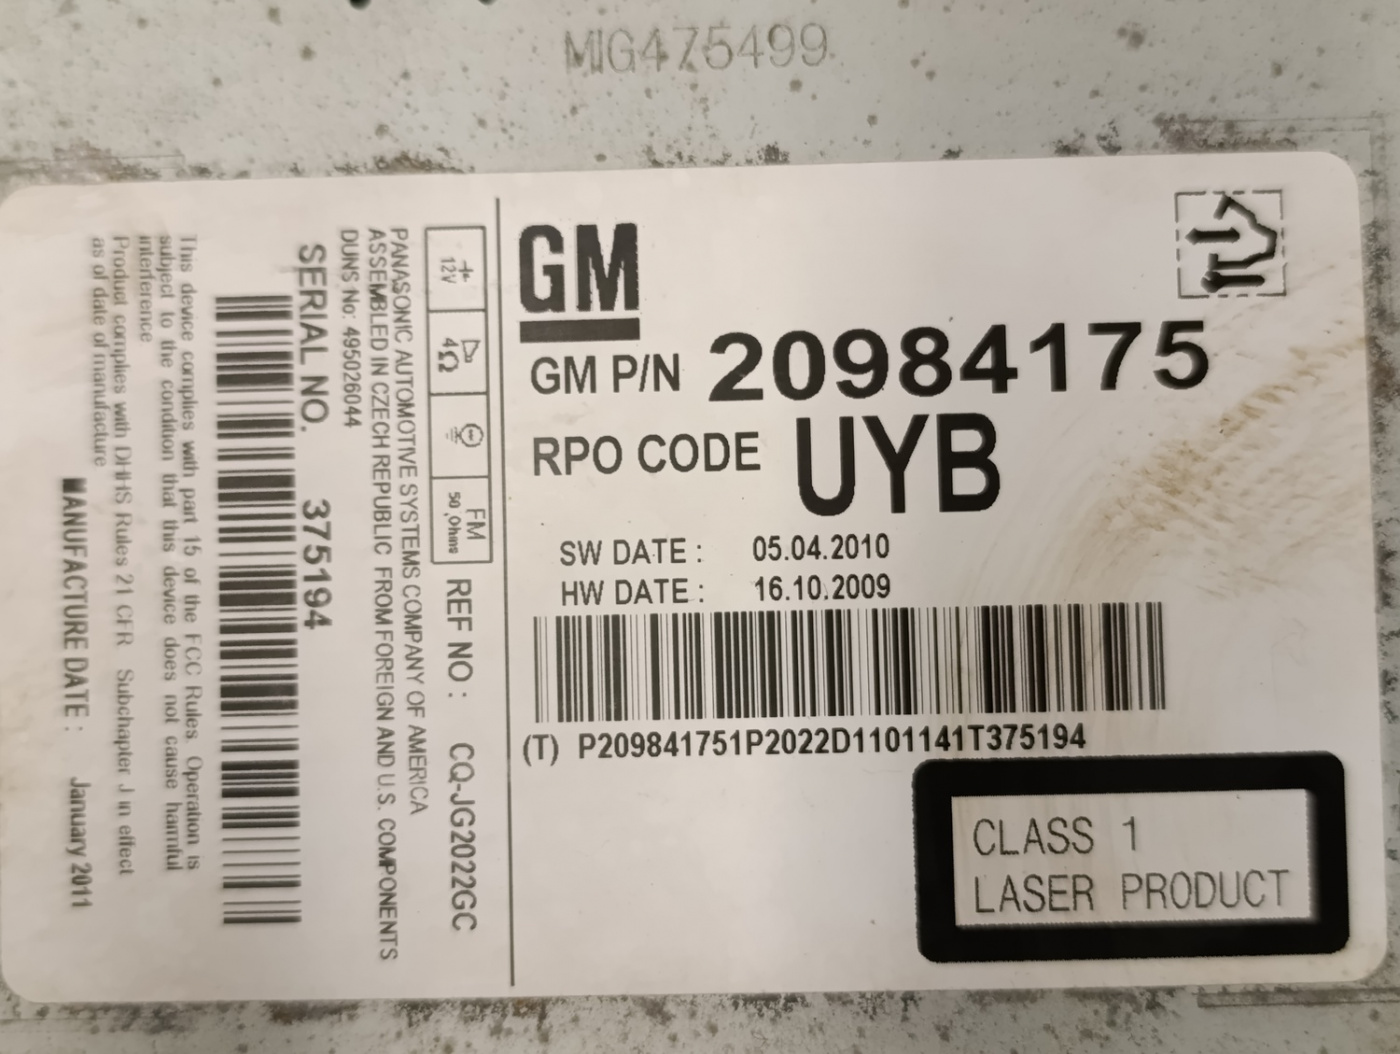 MIG475499
GM
GM P/N 20984175
RPO CODE UYB
SW DATE : 05.04.2010
HW DATE : 16.10.2009
(T) P209841751P2022D1101141T375194
CLASS 1
LASER PRODUCT
12V
4Ω
FM
50 Ohms
REF NO : CQ-JG2022GC
PANASONIC AUTOMOTIVE SYSTEMS COMPANY OF AMERICA
ASSEMBLED IN CZECH REPUBLIC FROM FOREIGN AND U.S. COMPONENTS
DUNS No: 495026044
SERIAL NO. 375194
This device complies with part 15 of the FCC Rules. Operation is
subject to the condition that this device does not cause harmful
interference
Product complies with DHHS Rules 21 CFR Subchapter J in effect
as of date of manufacture
MANUFACTURE DATE : January 2011